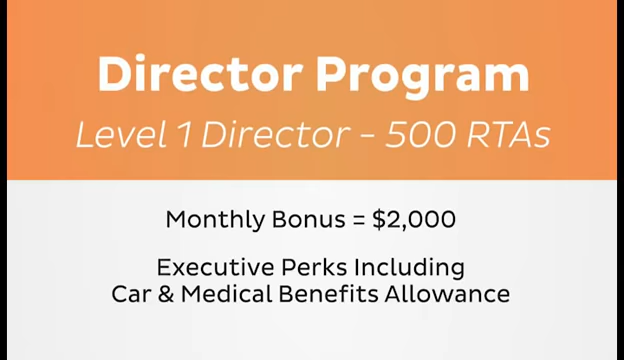 Director Program
Level 1 Director - 500 RTAs
Monthly Bonus = $2,000
Executive Perks Including
Car & Medical Benefits Allowance